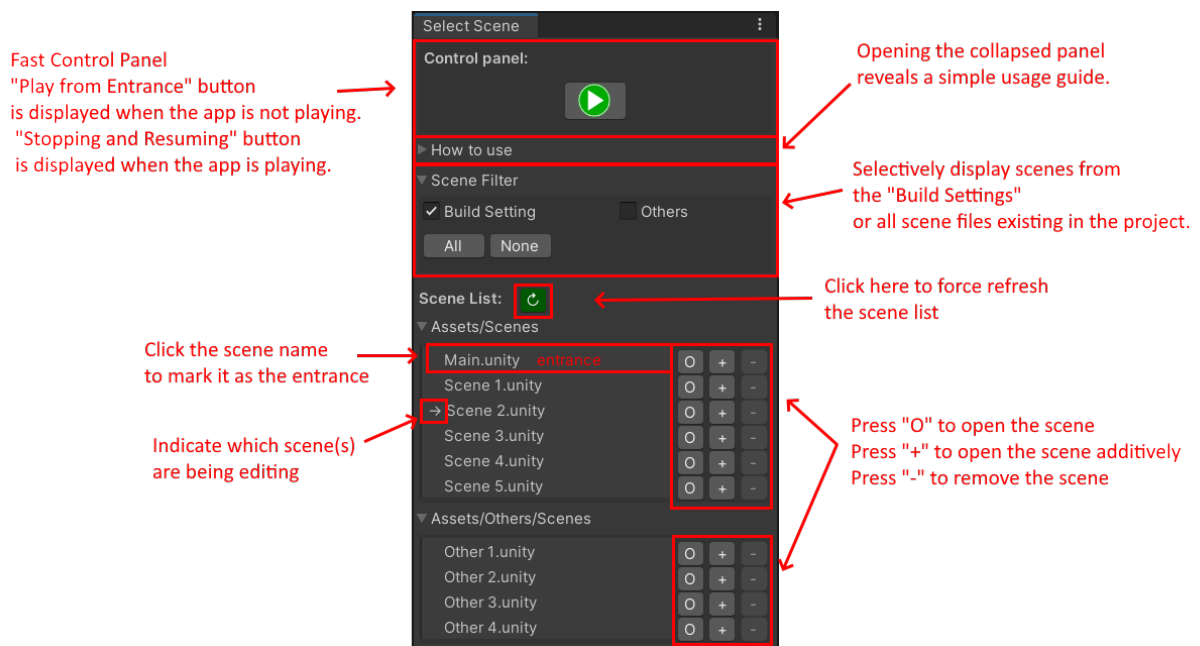 Select Scene
Control panel:
Fast Control Panel
"Play from Entrance" button
is displayed when the app is not playing.
"Stopping and Resuming" button
is displayed when the app is playing.
Opening the collapsed panel
reveals a simple usage guide.
How to use
Scene Filter
Build Setting
Others
All
None
Selectively display scenes from
the "Build Settings"
or all scene files existing in the project.
Scene List:
Click here to force refresh
the scene list
Assets/Scenes
Click the scene name
to mark it as the entrance
Main.unity entrance O + -
Scene 1.unity O + -
→ Scene 2.unity O + -
Scene 3.unity O + -
Scene 4.unity O + -
Scene 5.unity O + -
Indicate which scene(s)
are being editing
Press "O" to open the scene
Press "+" to open the scene additively
Press "-" to remove the scene
Assets/Others/Scenes
Other 1.unity O + -
Other 2.unity O + -
Other 3.unity O + -
Other 4.unity O + -